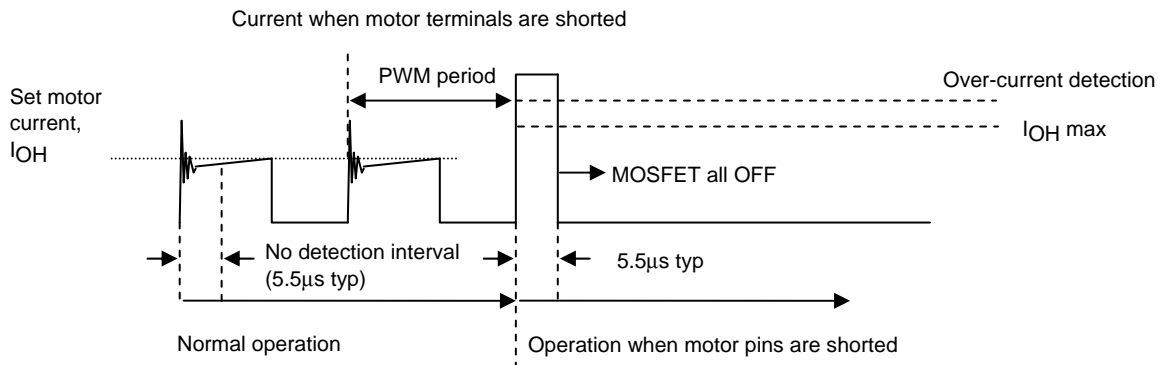 Current when motor terminals are shorted
PWM period
Over-current detection
Set motor
current,
IOH
IOH max
MOSFET all OFF
No detection interval
(5.5μs typ)
5.5μs typ
Normal operation
Operation when motor pins are shorted